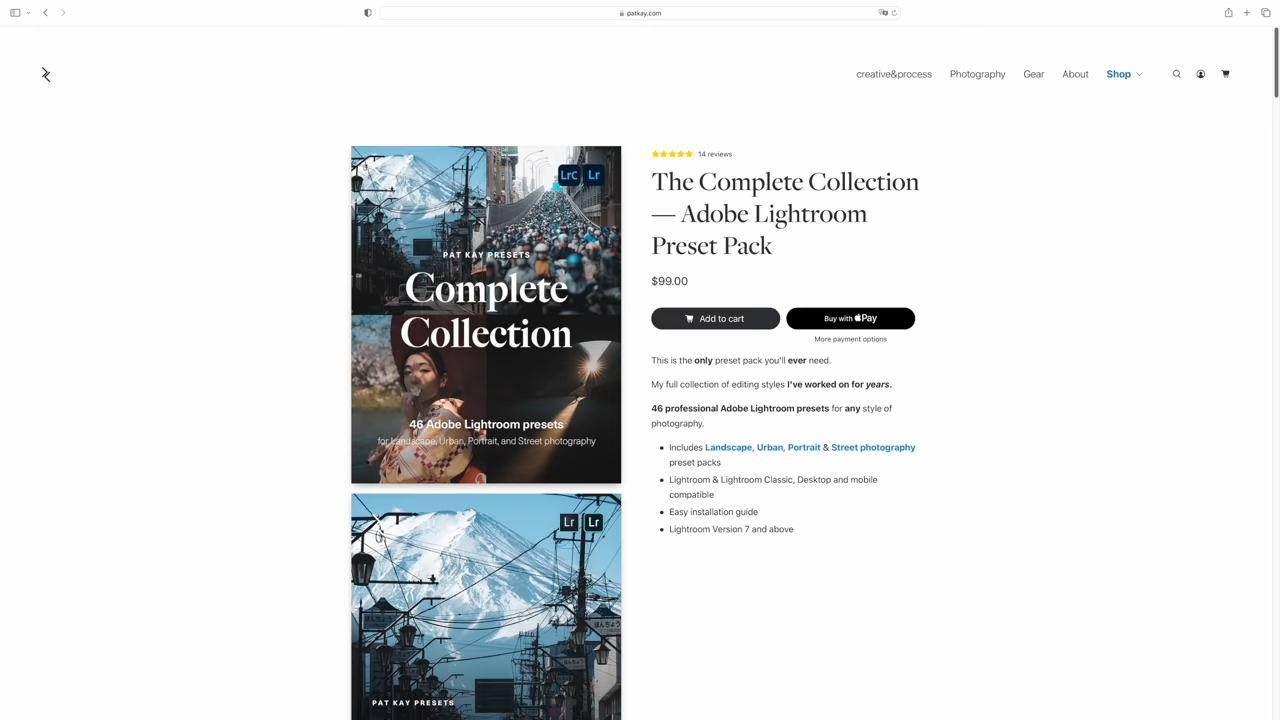 patkay.com
creative&process
Photography
Gear
About
Shop
LrC Lr
PAT KAY PRESETS
Complete
Collection
46 Adobe Lightroom presets
for Landscape, Urban, Portrait, and Street photography
Lr Lr
PAT KAY PRESETS
14 reviews
The Complete Collection
— Adobe Lightroom
Preset Pack
$99.00
Add to cart
Buy with Pay
More payment options
This is the only preset pack you'll ever need.
My full collection of editing styles I've worked on for years.
46 professional Adobe Lightroom presets for any style of
photography.
Includes Landscape, Urban, Portrait & Street photography
preset packs
Lightroom & Lightroom Classic, Desktop and mobile
compatible
Easy installation guide
Lightroom Version 7 and above